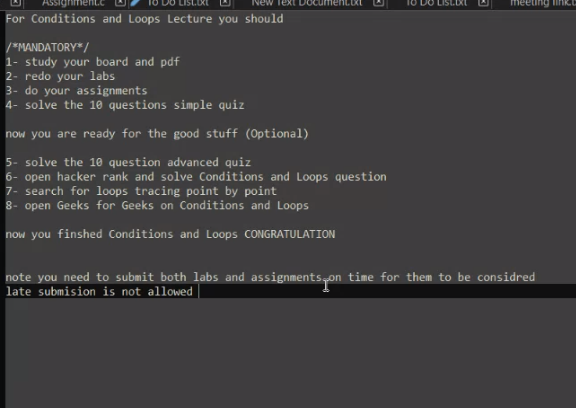 Assignment.c To Do List.txt New Text Document.txt To Do List.txt meeting link.t
For Conditions and Loops Lecture you should
/*MANDATORY*/
1- study your board and pdf
2- redo your labs
3- do your assignments
4- solve the 10 questions simple quiz
now you are ready for the good stuff (Optional)
5- solve the 10 question advanced quiz
6- open hacker rank and solve Conditions and Loops question
7- search for loops tracing point by point
8- open Geeks for Geeks on Conditions and Loops
now you finshed Conditions and Loops CONGRATULATION
note you need to submit both labs and assignments on time for them to be considred
late submision is not allowed